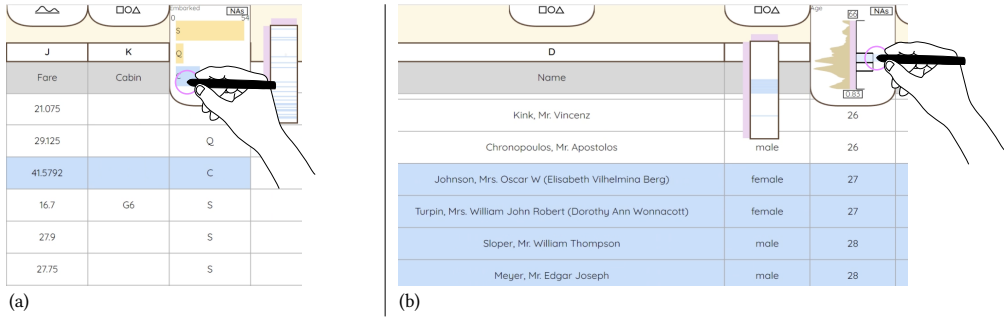 Embarked
0 54
NAs
S
Q
J K
Fare Cabin
21.075
29.125 Q
41.5792 C
16.7 G6 S
27.9 S
27.75 S
(a)
Age
66 NAs
D
Name
0.83
Kink, Mr. Vincenz 26
Chronopoulos, Mr. Apostolos male 26
Johnson, Mrs. Oscar W (Elisabeth Vilhelmina Berg) female 27
Turpin, Mrs. William John Robert (Dorothy Ann Wonnacott) female 27
Sloper, Mr. William Thompson male 28
Meyer, Mr. Edgar Joseph male 28
(b)